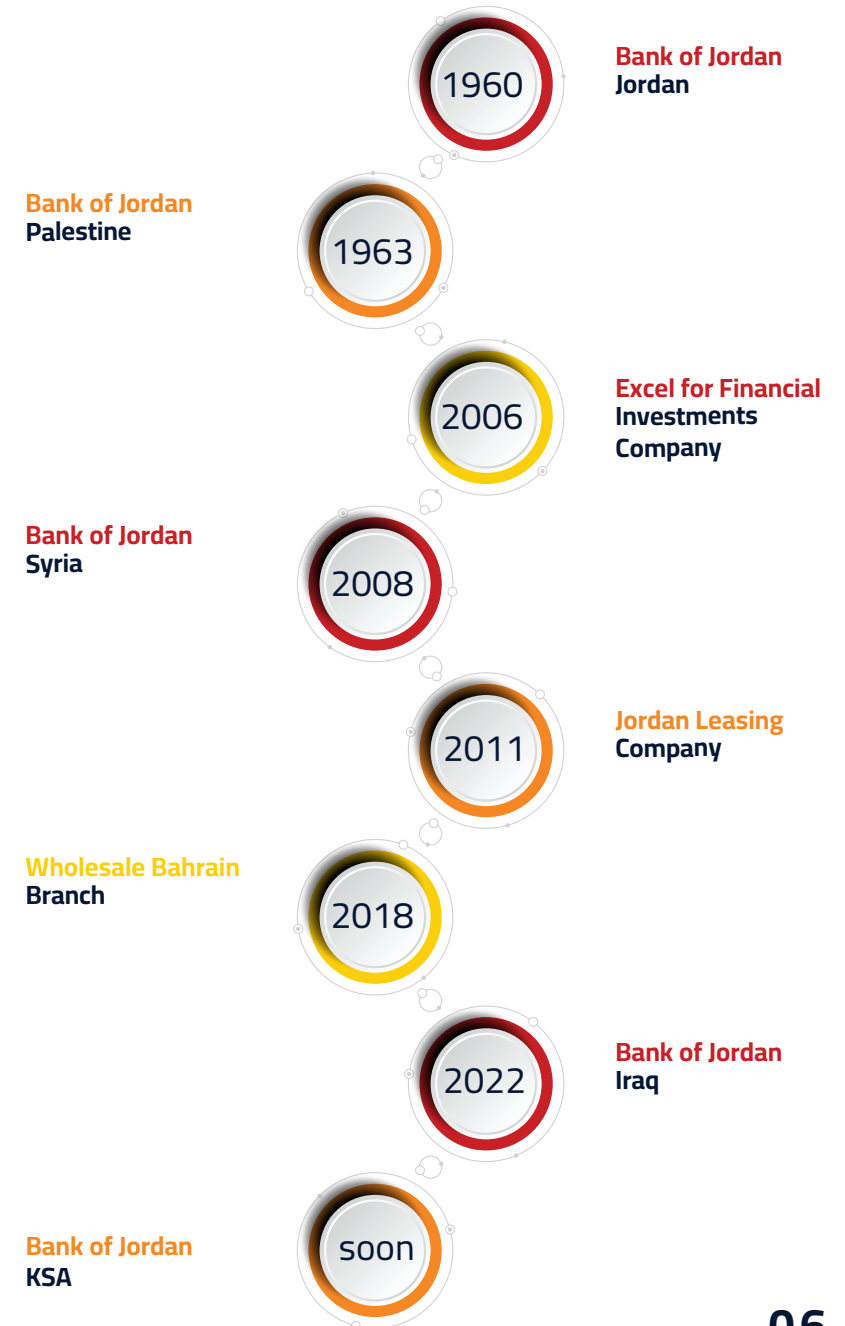 1960
Bank of Jordan
Jordan
Bank of Jordan
Palestine
1963
2006
Excel for Financial
Investments
Company
Bank of Jordan
Syria
2008
2011
Jordan Leasing
Company
Wholesale Bahrain
Branch
2018
2022
Bank of Jordan
Iraq
Bank of Jordan
KSA
soon
06